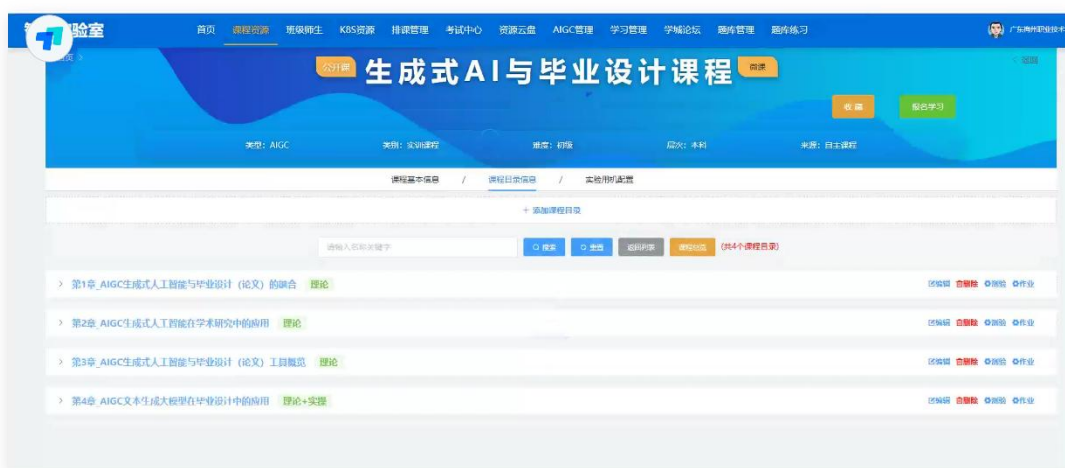 验室 首页 课程资源 班级师生 K8S资源 排课管理 考试中心 资源云盘 AIGC管理 学习管理 学城论坛 题库管理 题库练习
公开课 生成式AI与毕业设计课程 微课
收藏 报名学习
类型：AIGC 类别：实训课程 难度：初级 层次：本科 来源：自主课程
课程基本信息 / 课程目录信息 / 实验用机配置
+ 添加课程目录
请输入名称关键字 搜索 重置 返回列表 (共4个课程目录)
> 第1章_AIGC生成式人工智能与毕业设计（论文）的融合 理论 编辑 删除 测验 作业
> 第2章_AIGC生成式人工智能在学术研究中的应用 理论 编辑 删除 测验 作业
> 第3章_AIGC生成式人工智能与毕业设计（论文）工具概览 理论 编辑 删除 测验 作业
> 第4章_AIGC文本生成大模型在毕业设计中的应用 理论+实操 编辑 删除 测验 作业